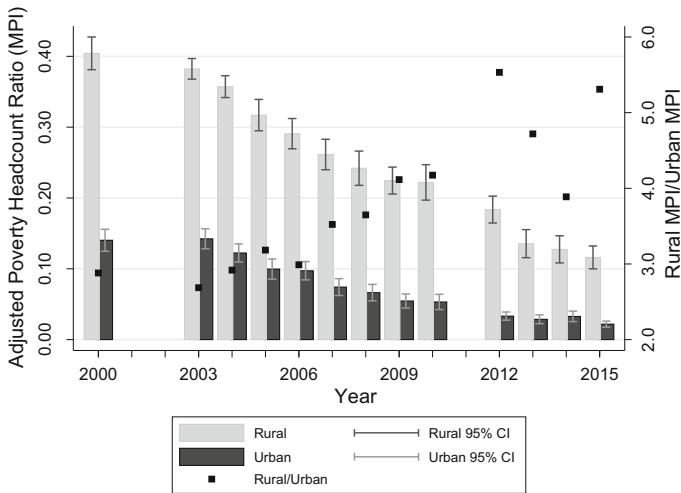 Adjusted Poverty Headcount Ratio (MPI)
0.40
0.30
0.20
0.10
0.00
6.0
5.0
4.0
3.0
2.0
Rural MPI/Urban MPI
2000 2003 2006 2009 2012 2015
Year
Rural Rural 95% CI
Urban Urban 95% CI
Rural/Urban